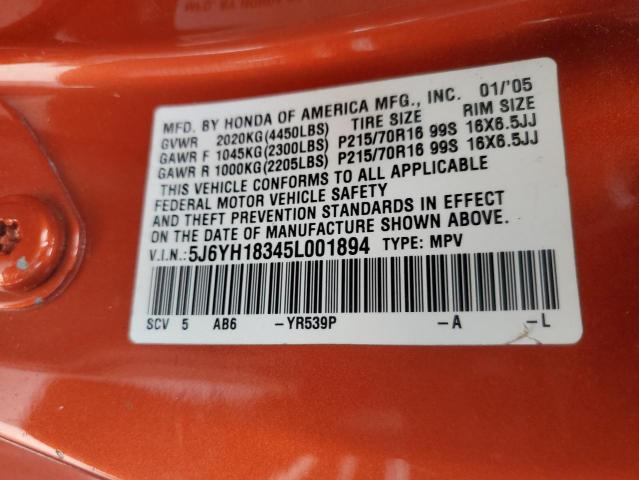 MFD. BY HONDA OF AMERICA MFG., INC. 01/'05
GVWR 2020KG(4450LBS) TIRE SIZE RIM SIZE
GAWR F 1045KG(2300LBS) P215/70R16 99S 16X6.5JJ
GAWR R 1000KG(2205LBS) P215/70R16 99S 16X6.5JJ
THIS VEHICLE CONFORMS TO ALL APPLICABLE
FEDERAL MOTOR VEHICLE SAFETY
AND THEFT PREVENTION STANDARDS IN EFFECT
ON THE DATE OF MANUFACTURE SHOWN ABOVE.
V.I.N.: 5J6YH18345L001894 TYPE: MPV
SCV 5 AB6 -YR539P -A -L